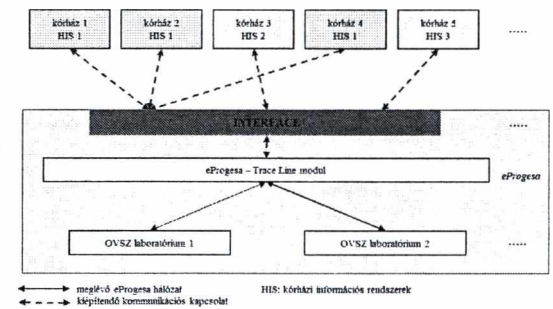 kórház 1 kórház 2 kórház 3 kórház 4 kórház 5
HIS 1 HIS 1 HIS 2 HIS 1 HIS 3 .....
INTERFACE .....
eProgesa – Trace Line modul
eProgesa
OVSZ laboratórium 1 OVSZ laboratórium 2 .....
meglévő eProgesa hálózat HIS: kórházi információs rendszerek
kiépítendő kommunikációs kapcsolat